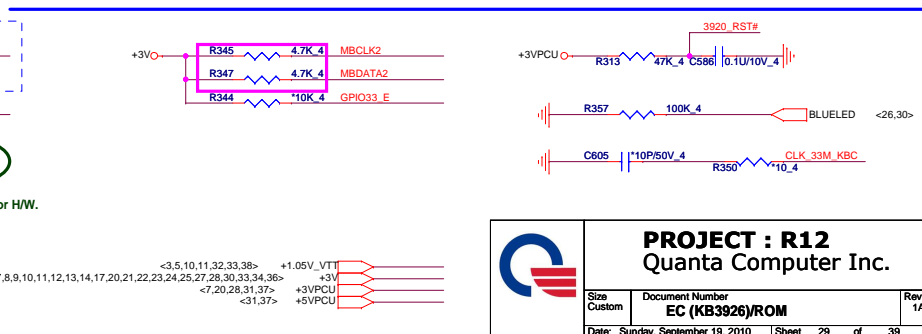 3920_RST#
+3V R345 4.7K_4 MBCLK2
R347 4.7K_4 MBDATA2
R344 *10K_4 GPIO33_E
+3VPCU R313 47K_4 C586 0.1U/10V_4
R357 100K_4 BLUELED <26,30>
C605 *10P/50V_4 R350 *10_4 CLK_33M_KBC
or H/W.
<3,5,10,11,32,33,38> +1.05V_VTT
,8,9,10,11,12,13,14,17,20,21,22,23,24,25,27,28,30,33,34,36> +3V
<7,20,28,31,37> +3VPCU
<31,37> +5VPCU
PROJECT : R12
Quanta Computer Inc.
Size Document Number Rev
Custom EC (KB3926)/ROM 1A
Date: Sunday, September 19, 2010 Sheet 29 of 39